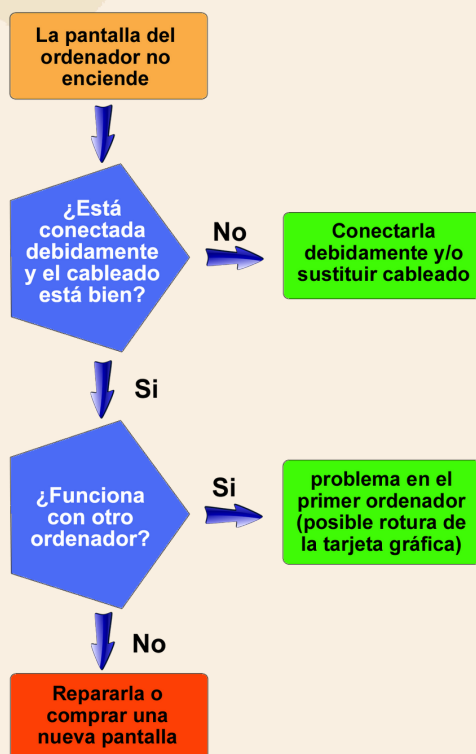 La pantalla del
ordenador no
enciende
¿Está
conectada
debidamente
y el cableado
está bien?
No
Conectarla
debidamente y/o
sustituir cableado
Si
¿Funciona
con otro
ordenador?
Si
problema en el
primer ordenador
(posible rotura de
la tarjeta gráfica)
No
Repararla o
comprar una
nueva pantalla